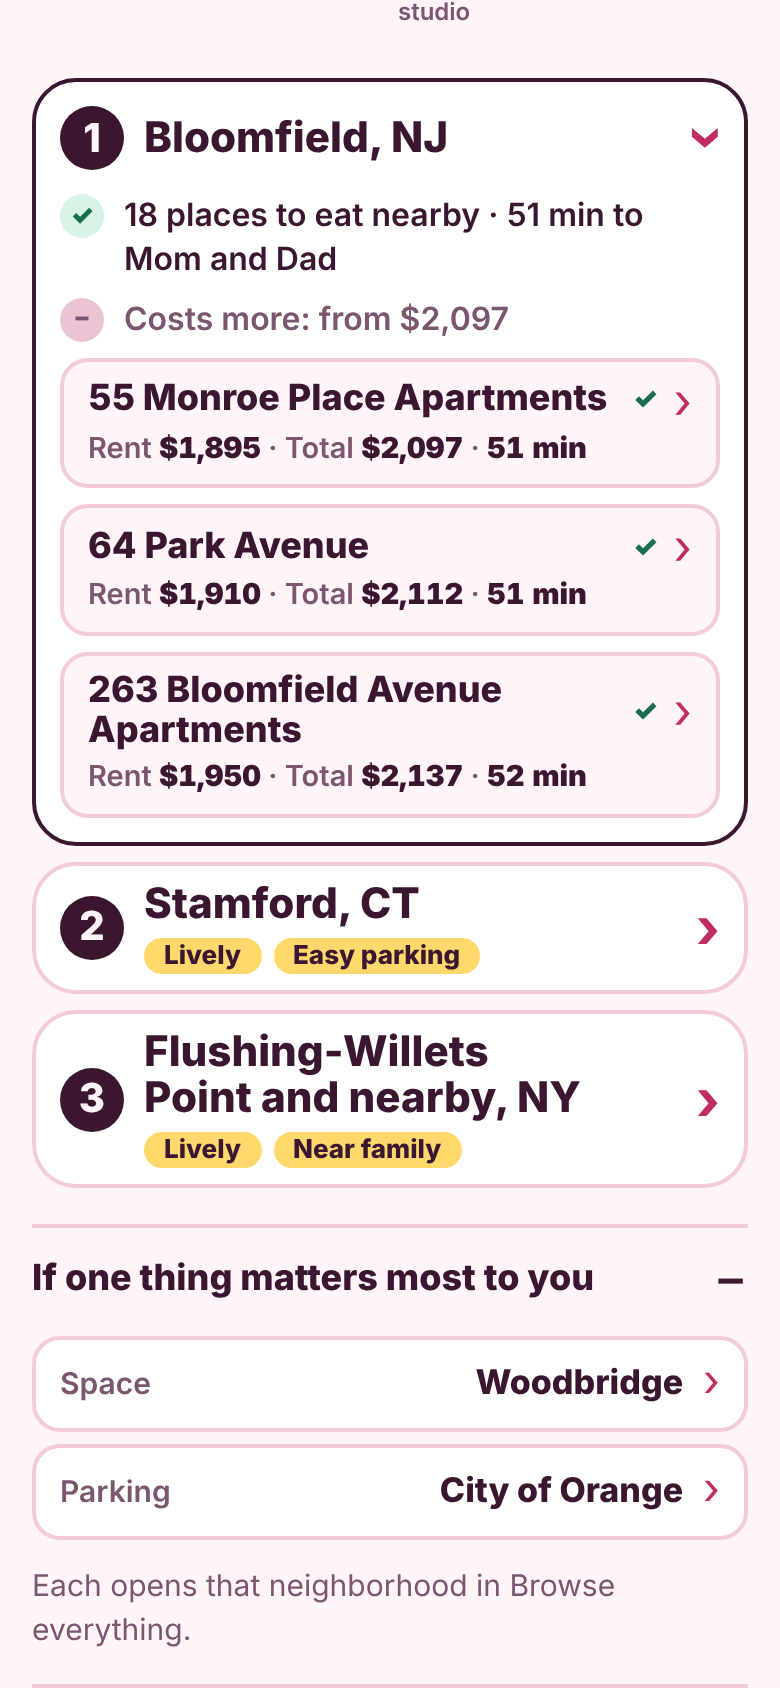 studio
1 Bloomfield, NJ
18 places to eat nearby · 51 min to
Mom and Dad
Costs more: from $2,097
55 Monroe Place Apartments
Rent $1,895 · Total $2,097 · 51 min
64 Park Avenue
Rent $1,910 · Total $2,112 · 51 min
263 Bloomfield Avenue
Apartments
Rent $1,950 · Total $2,137 · 52 min
2 Stamford, CT
Lively Easy parking
3 Flushing-Willets
Point and nearby, NY
Lively Near family
If one thing matters most to you
Space Woodbridge
Parking City of Orange
Each opens that neighborhood in Browse
everything.